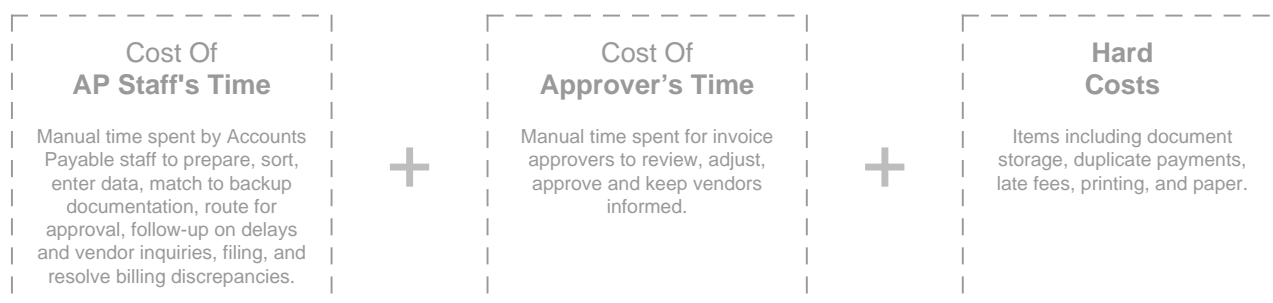 Cost Of
AP Staff's Time
Manual time spent by Accounts
Payable staff to prepare, sort,
enter data, match to backup
documentation, route for
approval, follow-up on delays
and vendor inquiries, filing, and
resolve billing discrepancies.
+
Cost Of
Approver’s Time
Manual time spent for invoice
approvers to review, adjust,
approve and keep vendors
informed.
+
Hard
Costs
Items including document
storage, duplicate payments,
late fees, printing, and paper.